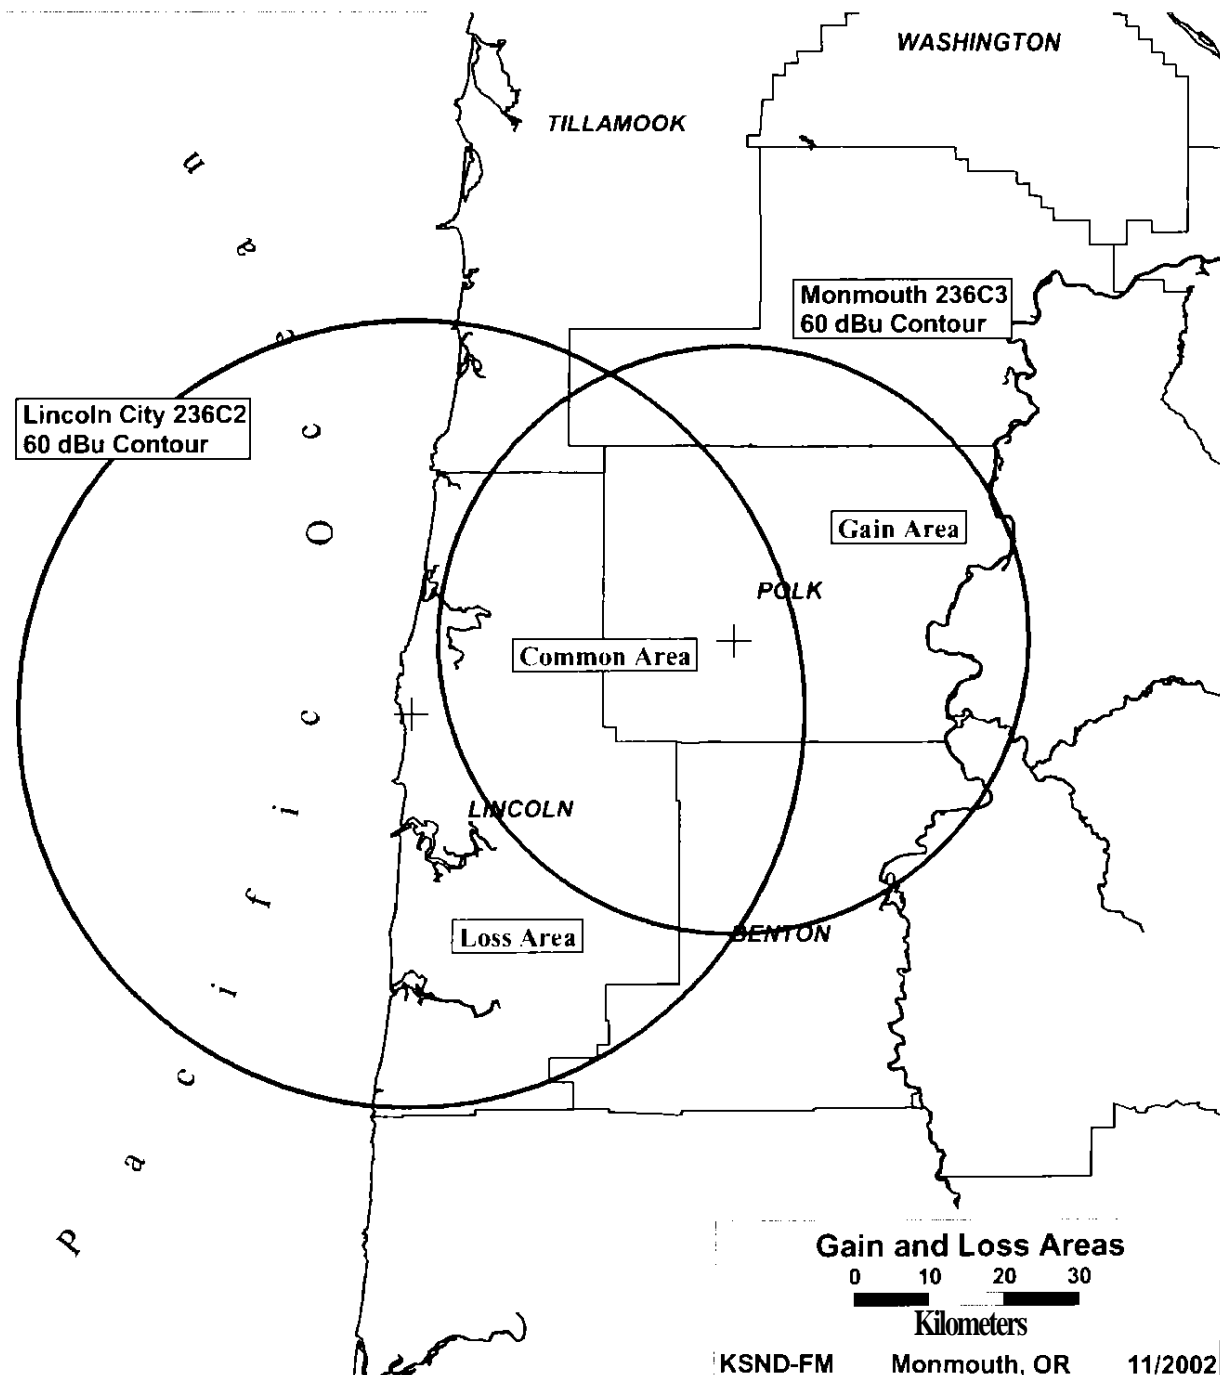 WASHINGTON
TILLAMOOK
Monmouth 236C3
60 dBu Contour
Lincoln City 236C2
60 dBu Contour
Gain Area
POLK
Common Area
LINCOLN
Loss Area
BENTON
Pacific Ocean
Gain and Loss Areas
0 10 20 30
Kilometers
KSND-FM Monmouth, OR 11/2002